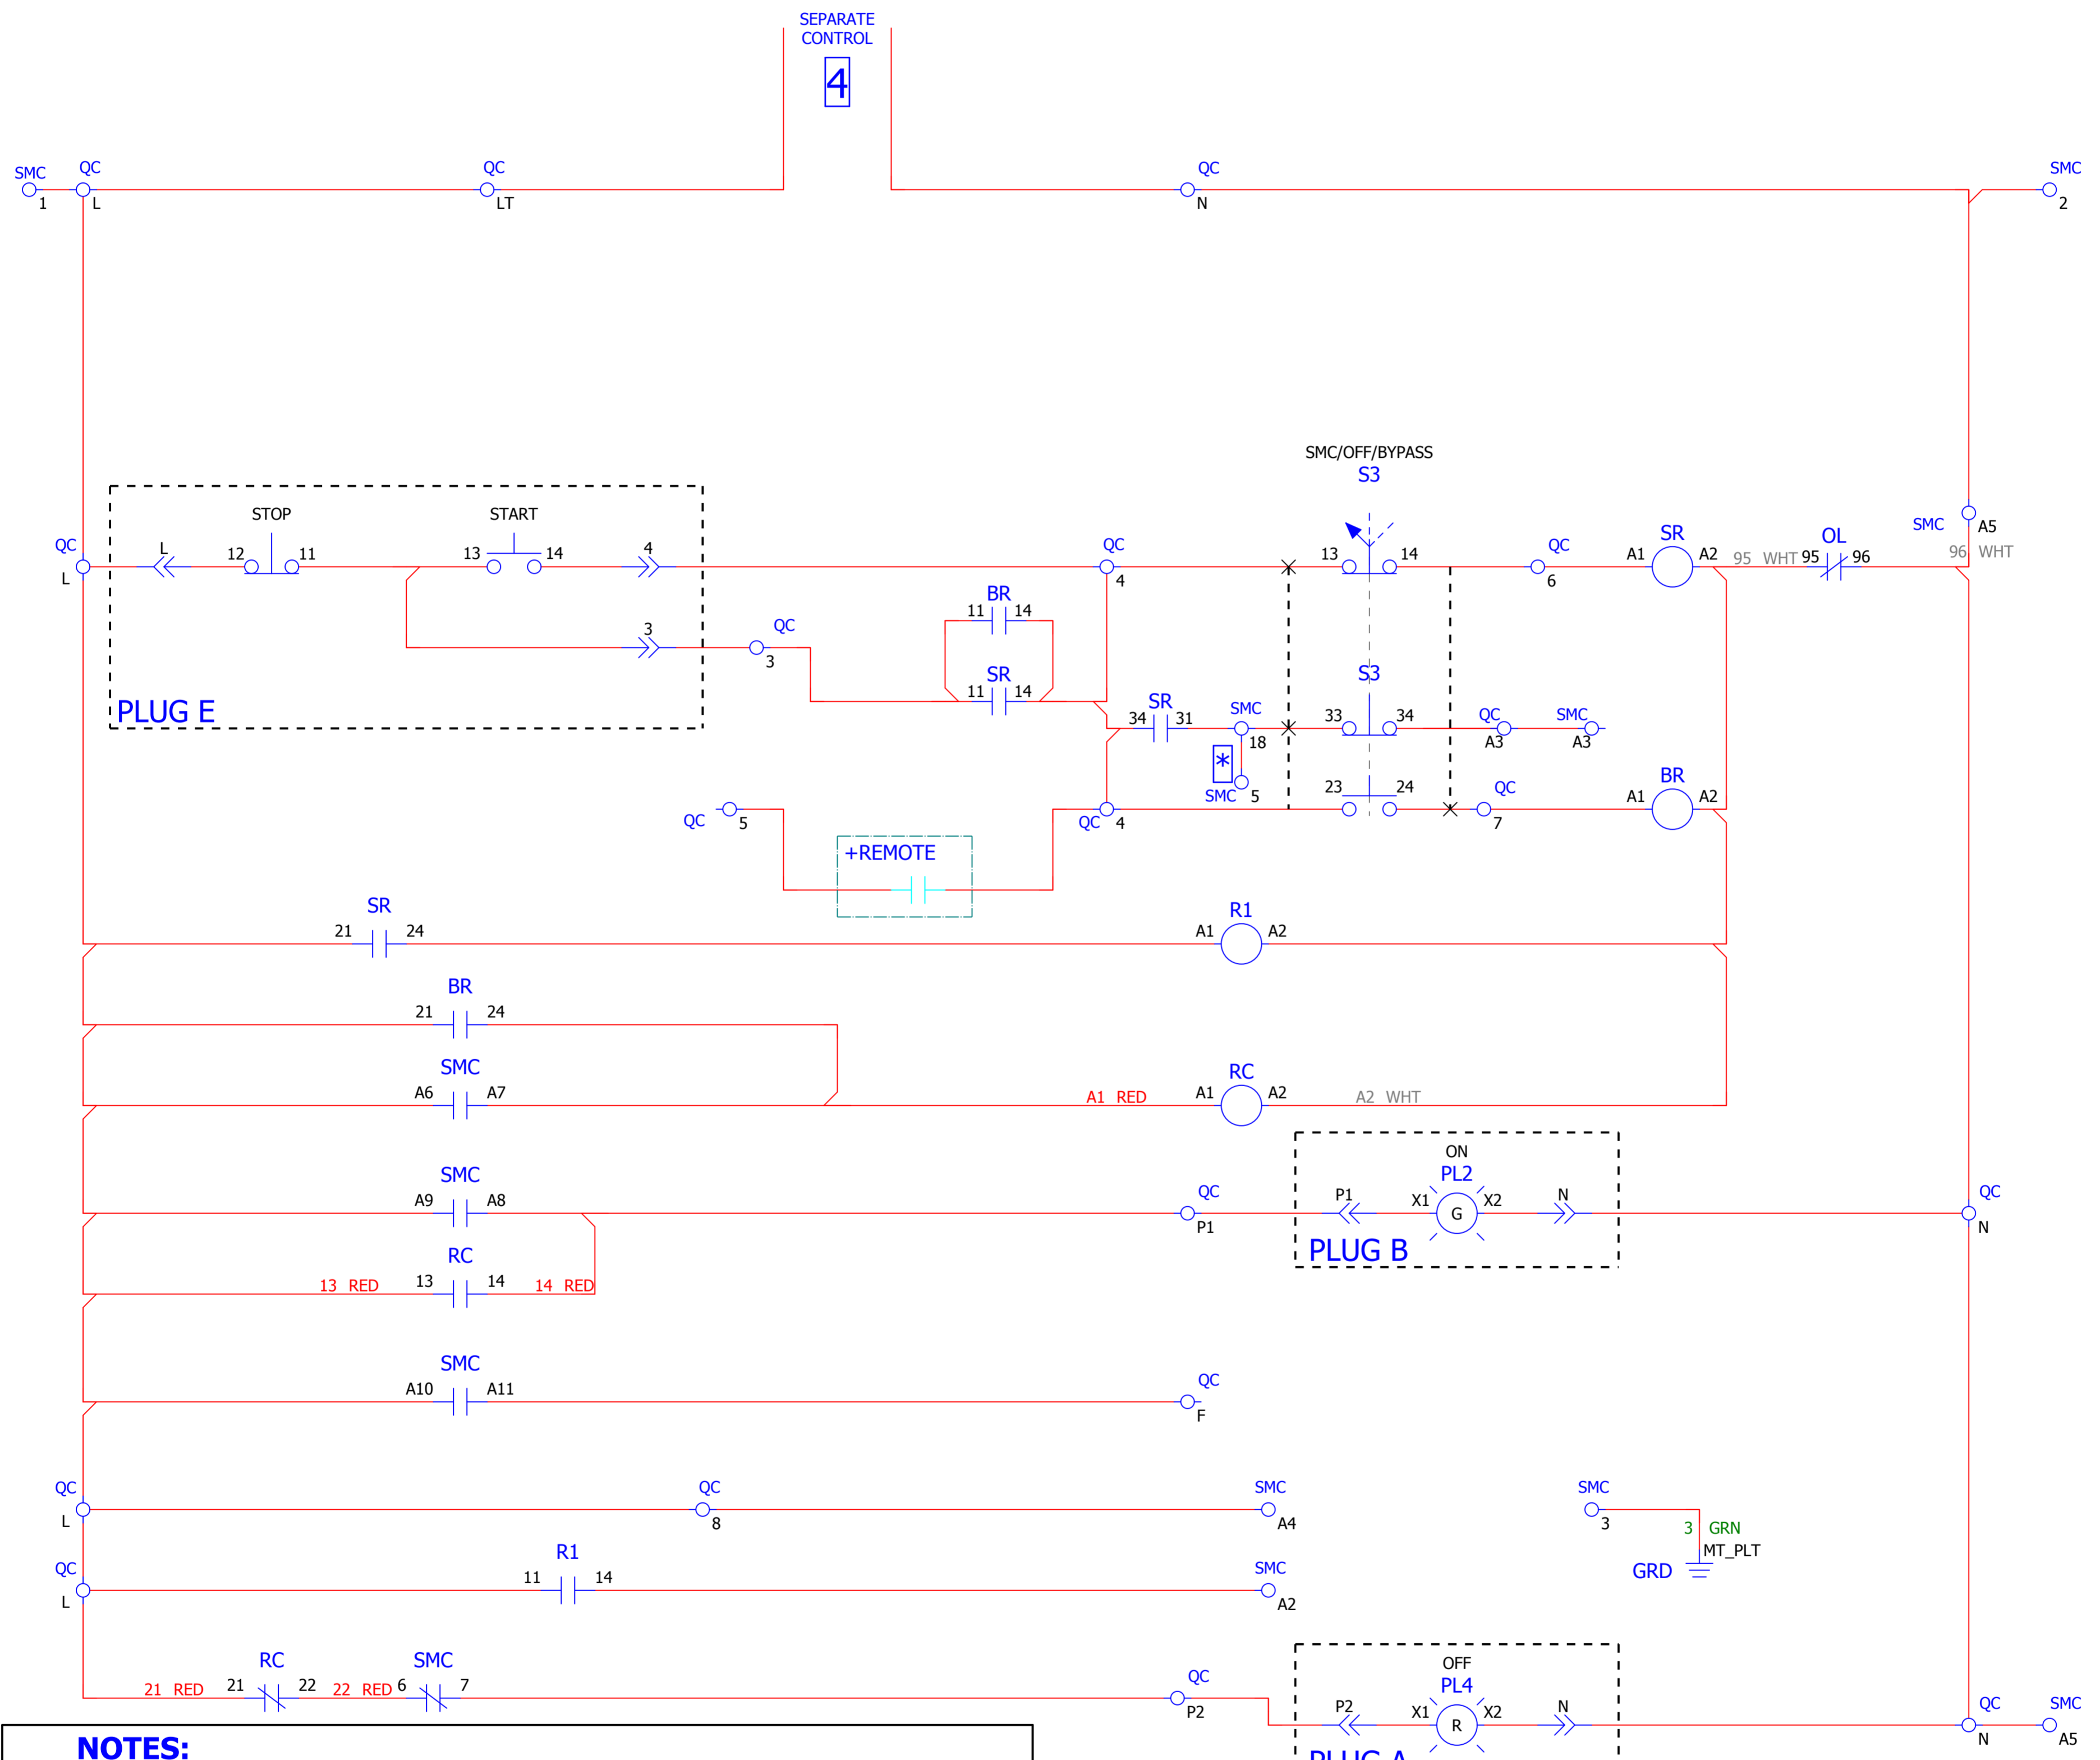 SEPARATE
CONTROL
4
SMC
1
QC
L
QC
LT
QC
N
SMC
2
SMC/OFF/BYPASS
S3
QC
L
L
STOP
12
11
START
13
14
4
QC
4
13
14
QC
6
SR
A1
A2
95 WHT
95
OL
96
SMC
A5
96 WHT
3
PLUG E
QC
3
BR
11
14
SR
11
14
SR
34
31
SMC
18
*
SMC
5
S3
33
34
QC
A3
SMC
A3
QC
5
QC
4
23
24
QC
7
BR
A1
A2
+REMOTE
SR
21
24
R1
A1
A2
BR
21
24
SMC
A6
A7
A1 RED
RC
A1
A2
A2 WHT
SMC
A9
A8
QC
P1
ON
PL2
P1
X1
G
X2
N
PLUG B
QC
N
RC
13 RED
13
14
14 RED
SMC
A10
A11
QC
F
QC
L
QC
8
SMC
A4
SMC
3
3 GRN
MT_PLT
GRD
QC
L
R1
11
14
SMC
A2
RC
21 RED
21
22
22 RED
SMC
6
7
QC
P2
OFF
PL4
P2
X1
R
X2
N
PLUG A
QC
N
SMC
A5
NOTES: